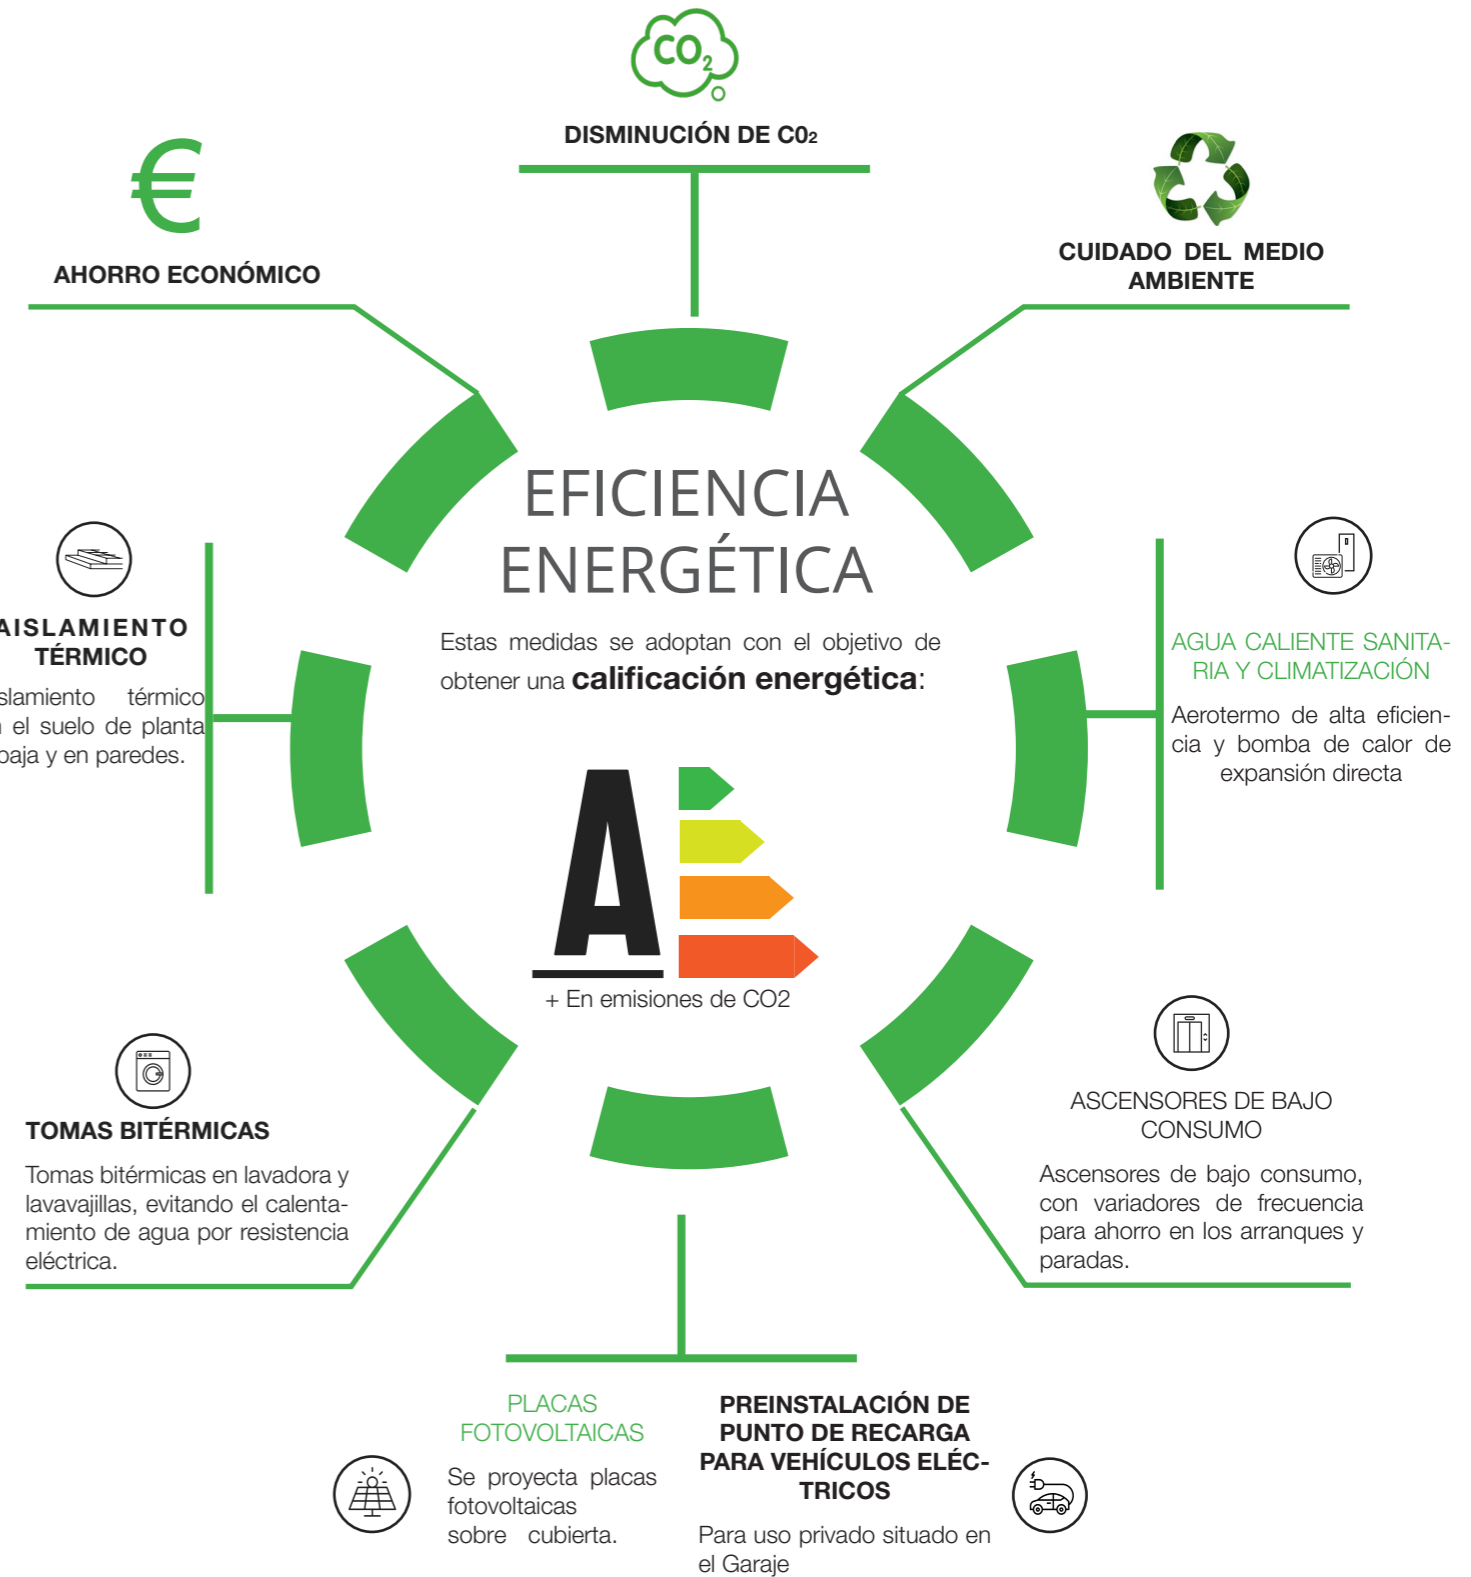 CO2
DISMINUCIÓN DE C02
€
AHORRO ECONÓMICO
CUIDADO DEL MEDIO
AMBIENTE
EFICIENCIA
ENERGÉTICA
Estas medidas se adoptan con el objetivo de
obtener una calificación energética:
A
+ En emisiones de CO2
AISLAMIENTO
TÉRMICO
slamiento térmico
n el suelo de planta
baja y en paredes.
AGUA CALIENTE SANITA-
RIA Y CLIMATIZACIÓN
Aerotermo de alta eficien-
cia y bomba de calor de
expansión directa
TOMAS BITÉRMICAS
Tomas bitérmicas en lavadora y
lavavajillas, evitando el calenta-
miento de agua por resistencia
eléctrica.
ASCENSORES DE BAJO
CONSUMO
Ascensores de bajo consumo,
con variadores de frecuencia
para ahorro en los arranques y
paradas.
PLACAS
FOTOVOLTAICAS
Se proyecta placas
fotovoltaicas
sobre cubierta.
PREINSTALACIÓN DE
PUNTO DE RECARGA
PARA VEHÍCULOS ELÉC-
TRICOS
Para uso privado situado en
el Garaje